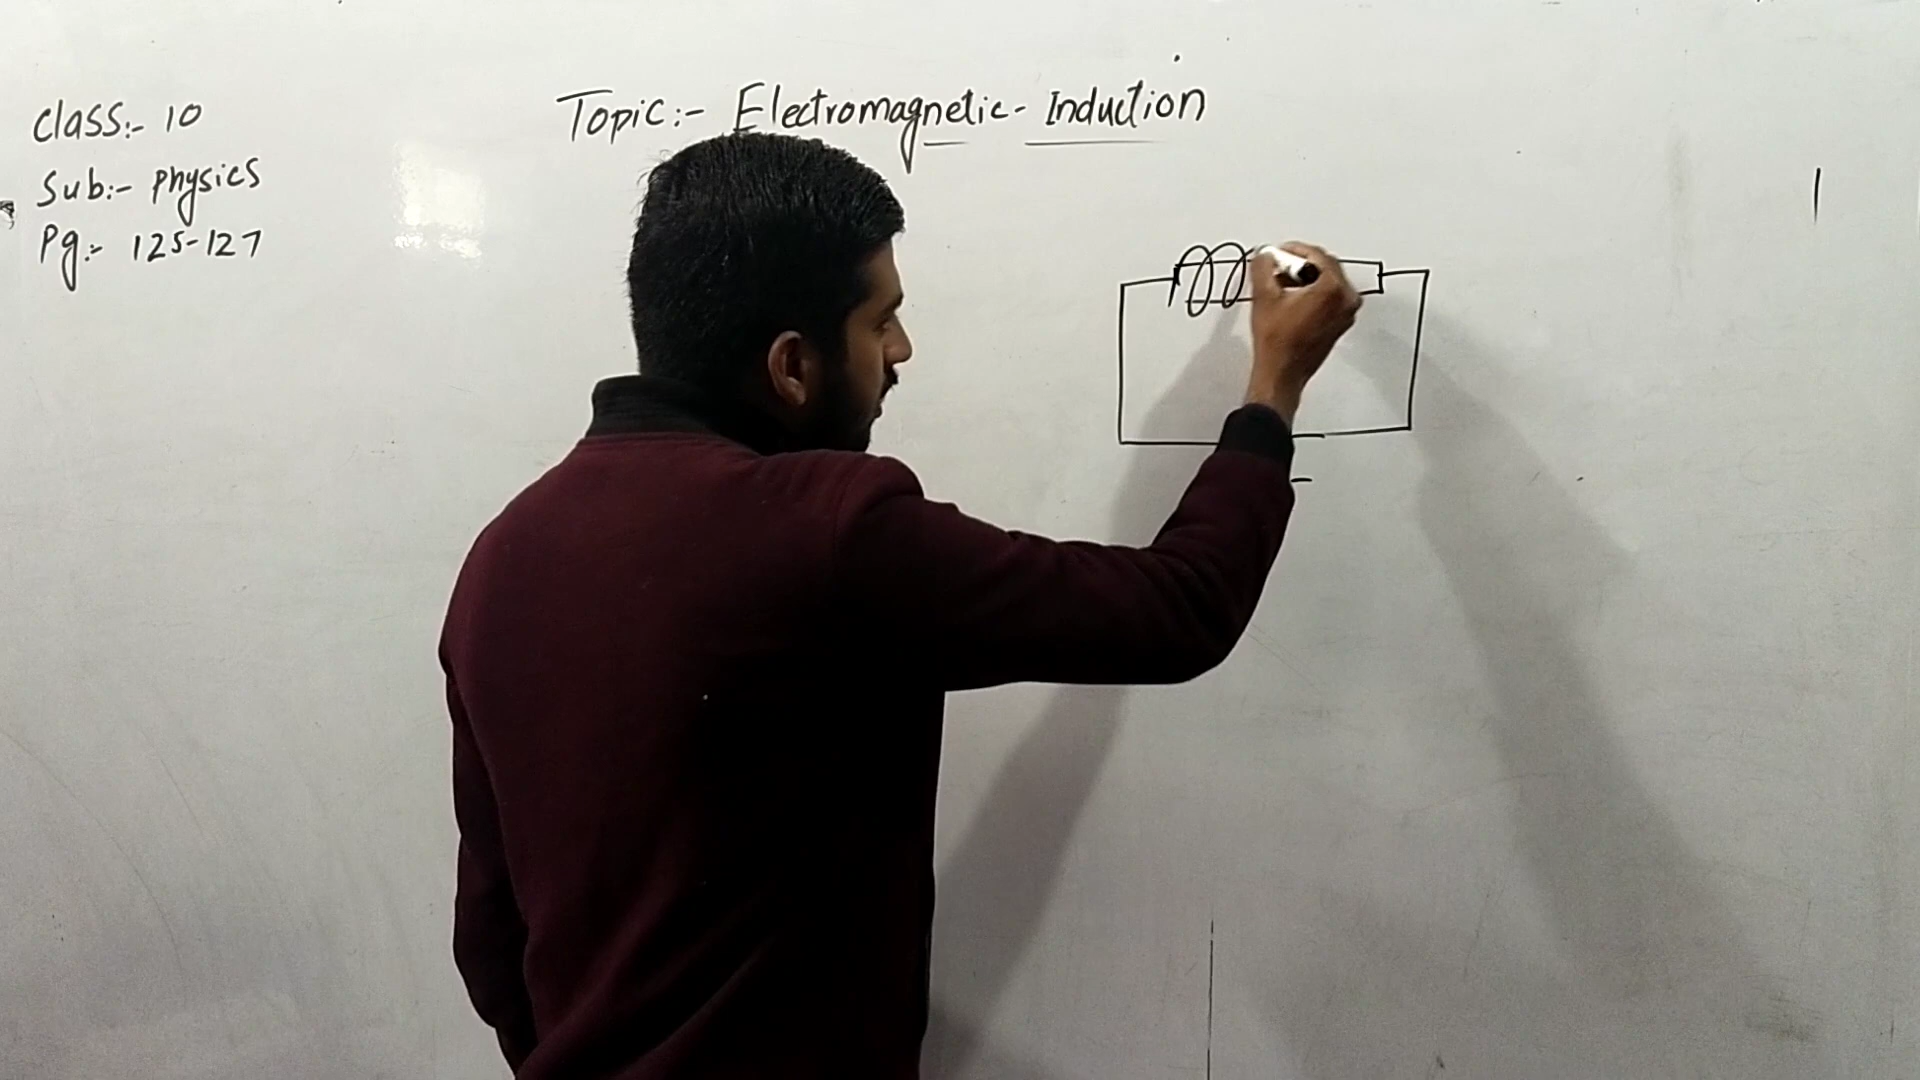 Class:- 10
Sub:- Physics
Pg:- 125-127
Topic:- Electromagnetic- Induction